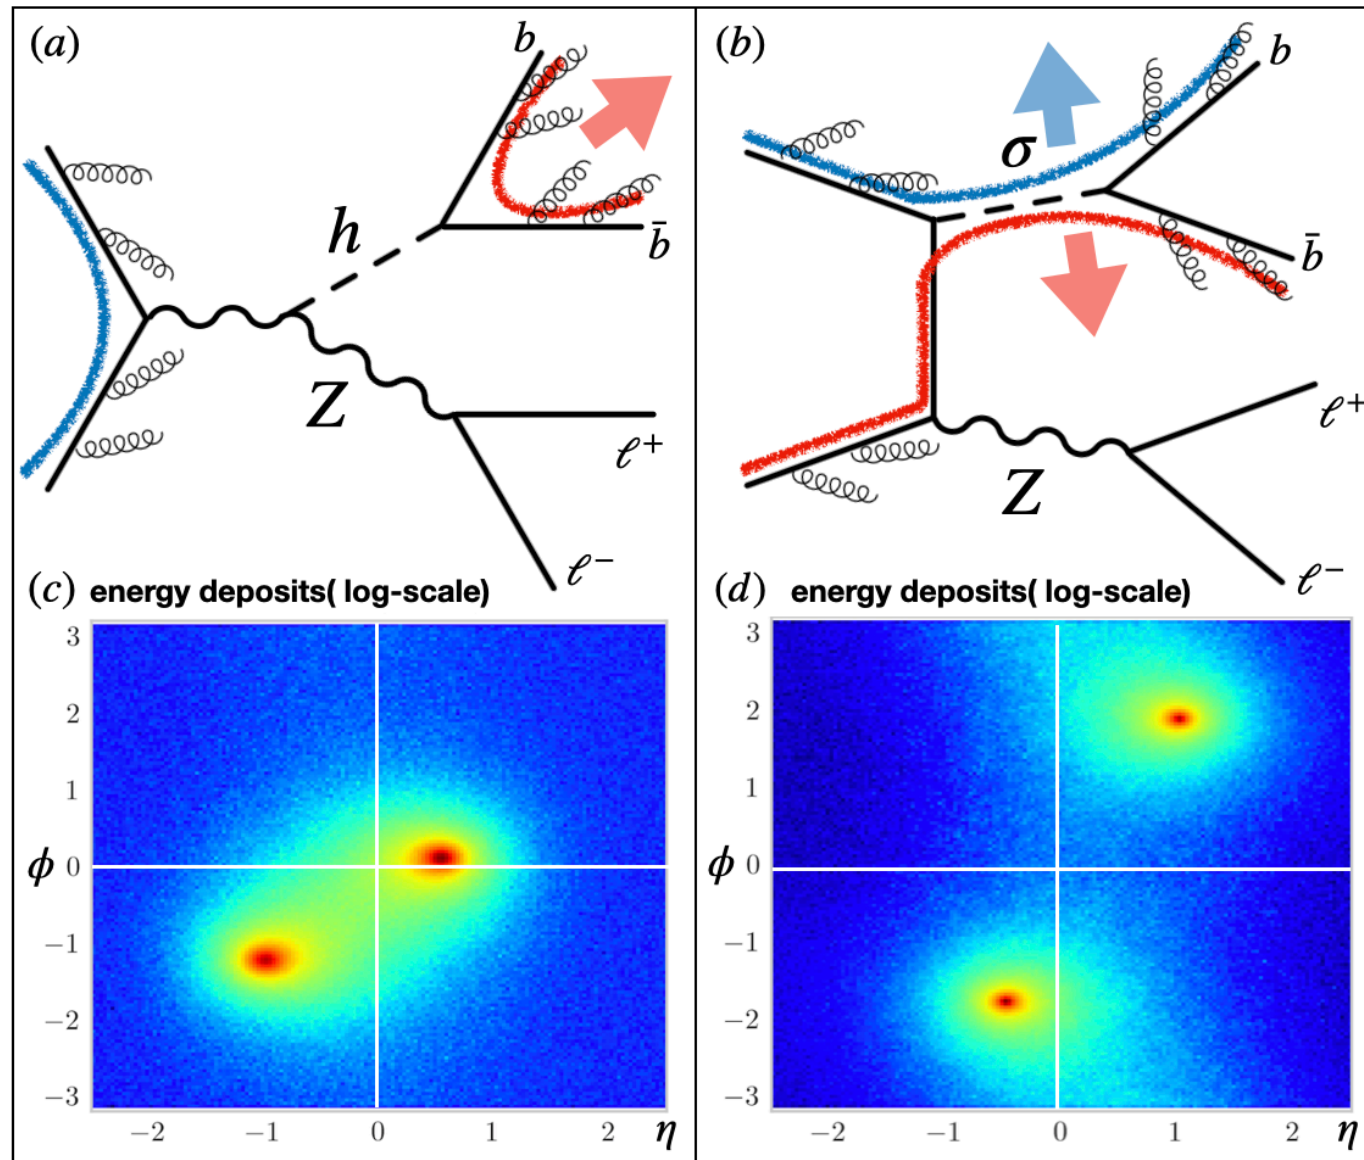 (a)
b
h
b̄
Z
ℓ+
ℓ−
(b)
σ
b
b̄
Z
ℓ+
ℓ−
(c) energy deposits( log-scale)
3
2
1
ϕ 0
−1
−2
−3
−2 −1 0 1 2 η
(d) energy deposits( log-scale)
3
2
1
ϕ 0
−1
−2
−3
−2 −1 0 1 2 η